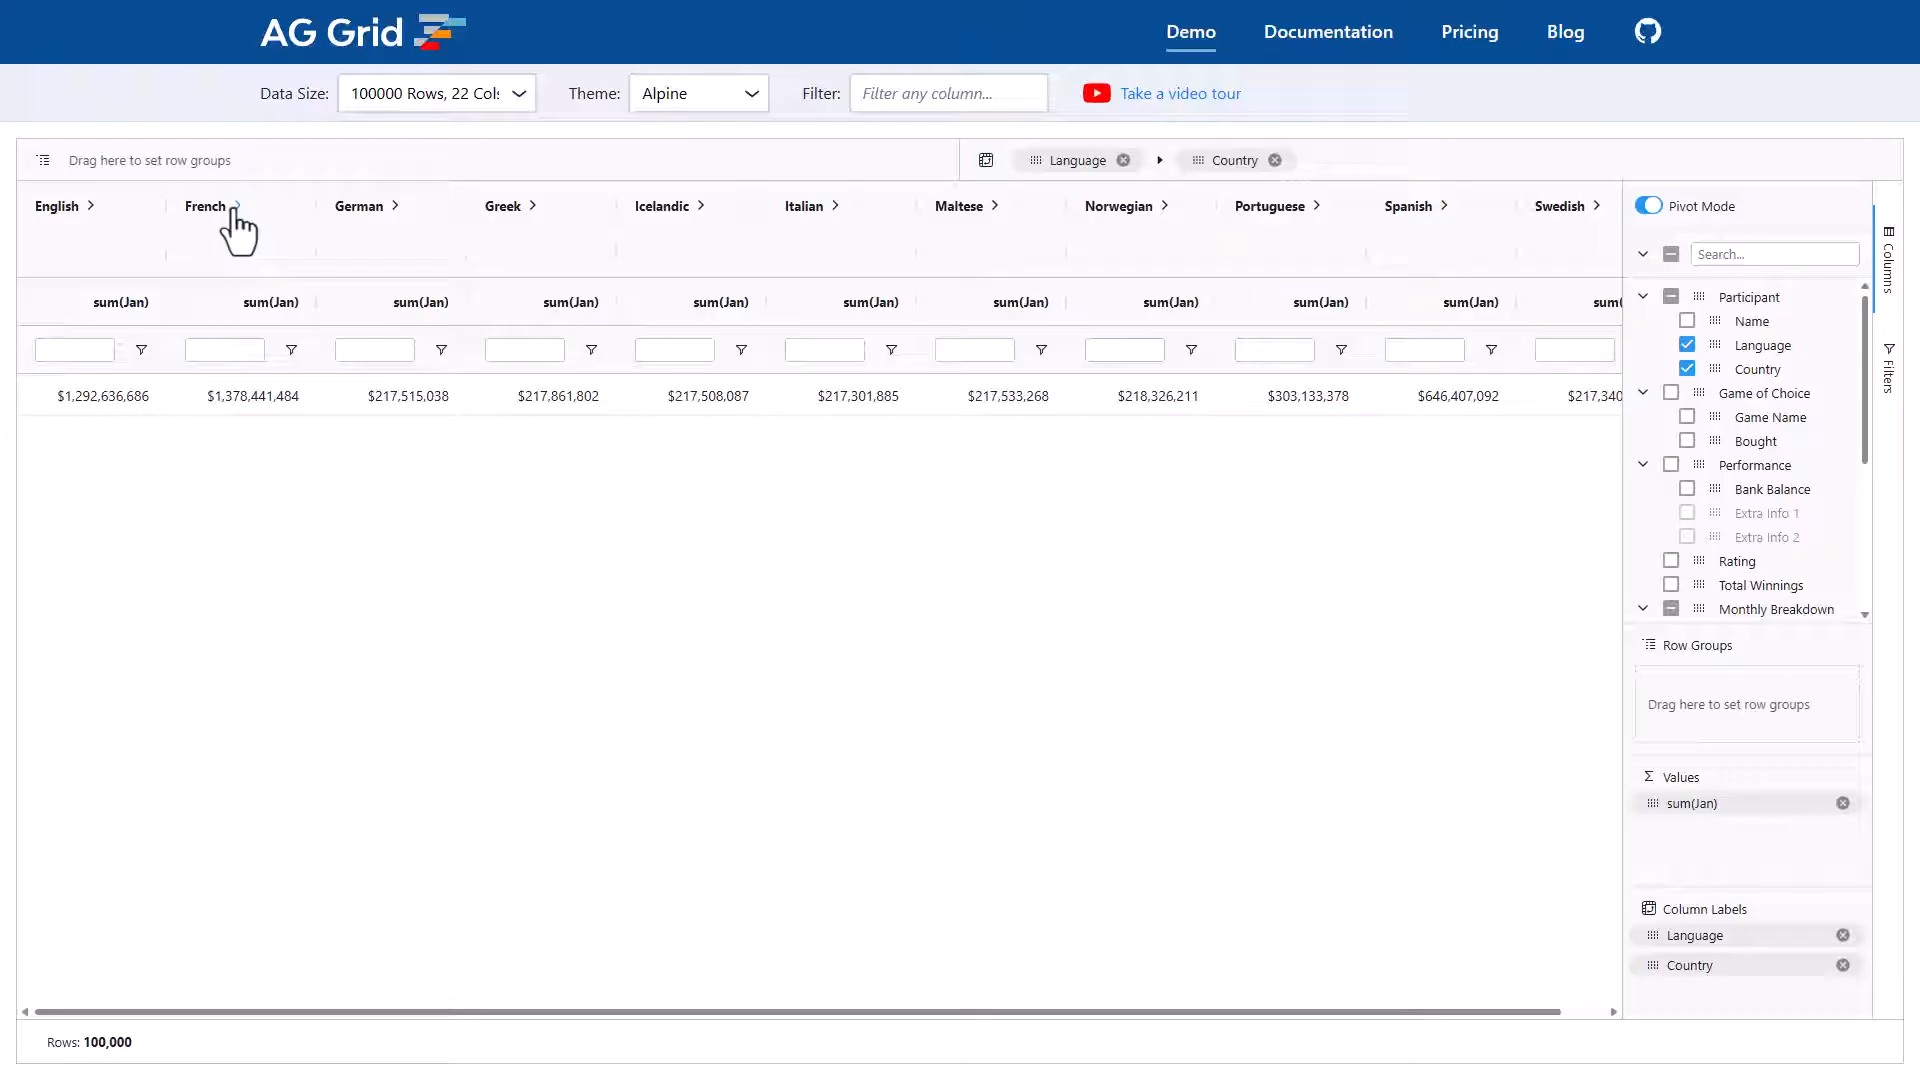 AG Grid
Demo
Documentation
Pricing
Blog
Data Size:
100000 Rows, 22 Col
Theme:
Alpine
Filter:
Filter any column...
Take a video tour
Drag here to set row groups
Language
Country
English
French
German
Greek
Icelandic
Italian
Maltese
Norwegian
Portuguese
Spanish
Swedish
sum(Jan)
sum(Jan)
sum(Jan)
sum(Jan)
sum(Jan)
sum(Jan)
sum(Jan)
sum(Jan)
sum(Jan)
sum(Jan)
sum(
$1,292,636,686
$1,378,441,484
$217,515,038
$217,861,802
$217,508,087
$217,301,885
$217,533,268
$218,326,211
$303,133,378
$646,407,092
$217,340
Pivot Mode
Search...
Participant
Name
Language
Country
Game of Choice
Game Name
Bought
Performance
Bank Balance
Extra Info 1
Extra Info 2
Rating
Total Winnings
Monthly Breakdown
Row Groups
Drag here to set row groups
Values
sum(Jan)
Column Labels
Language
Country
Columns
Filters
Rows: 100,000